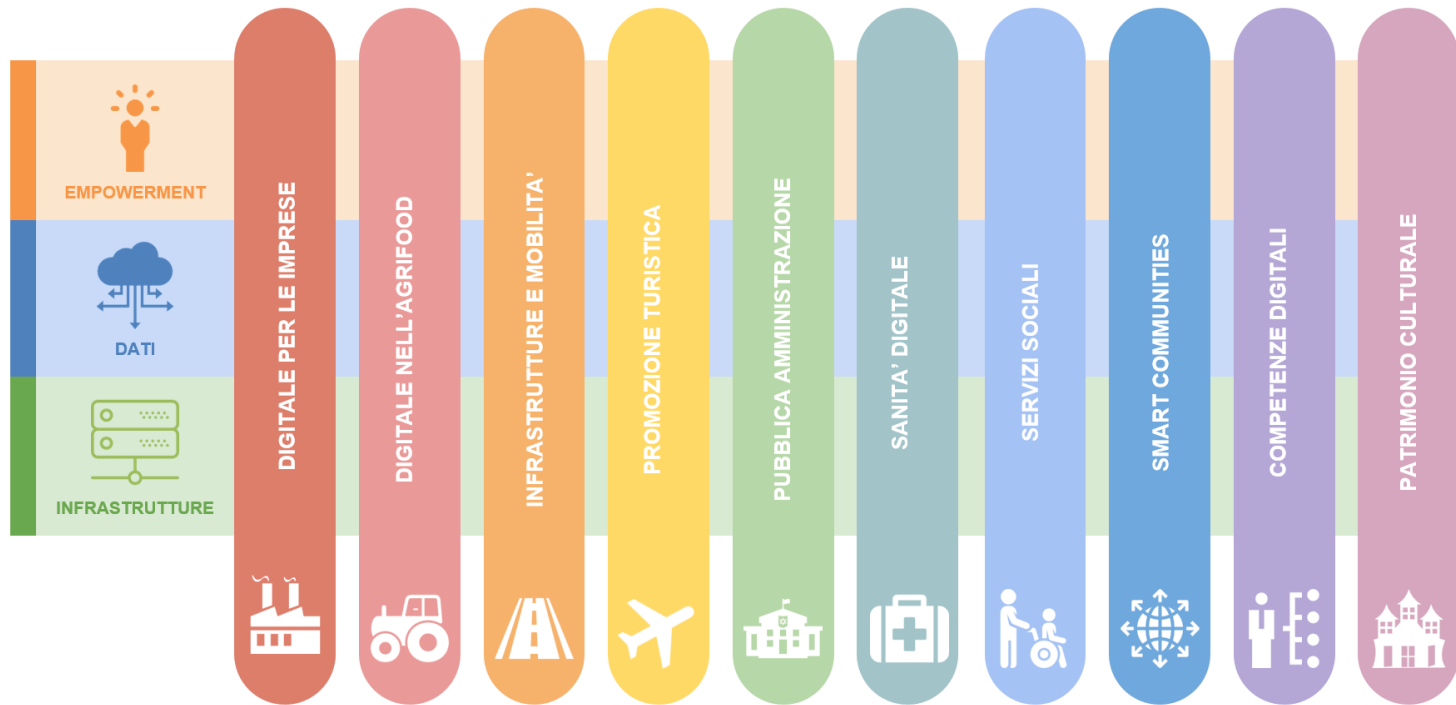 EMPOWERMENT
DATI
INFRASTRUTTURE
DIGITALE PER LE IMPRESE
DIGITALE NELL'AGRIFOOD
INFRASTRUTTURE E MOBILITA'
PROMOZIONE TURISTICA
PUBBLICA AMMINISTRAZIONE
SANITA' DIGITALE
SERVIZI SOCIALI
SMART COMMUNITIES
COMPETENZE DIGITALI
PATRIMONIO CULTURALE